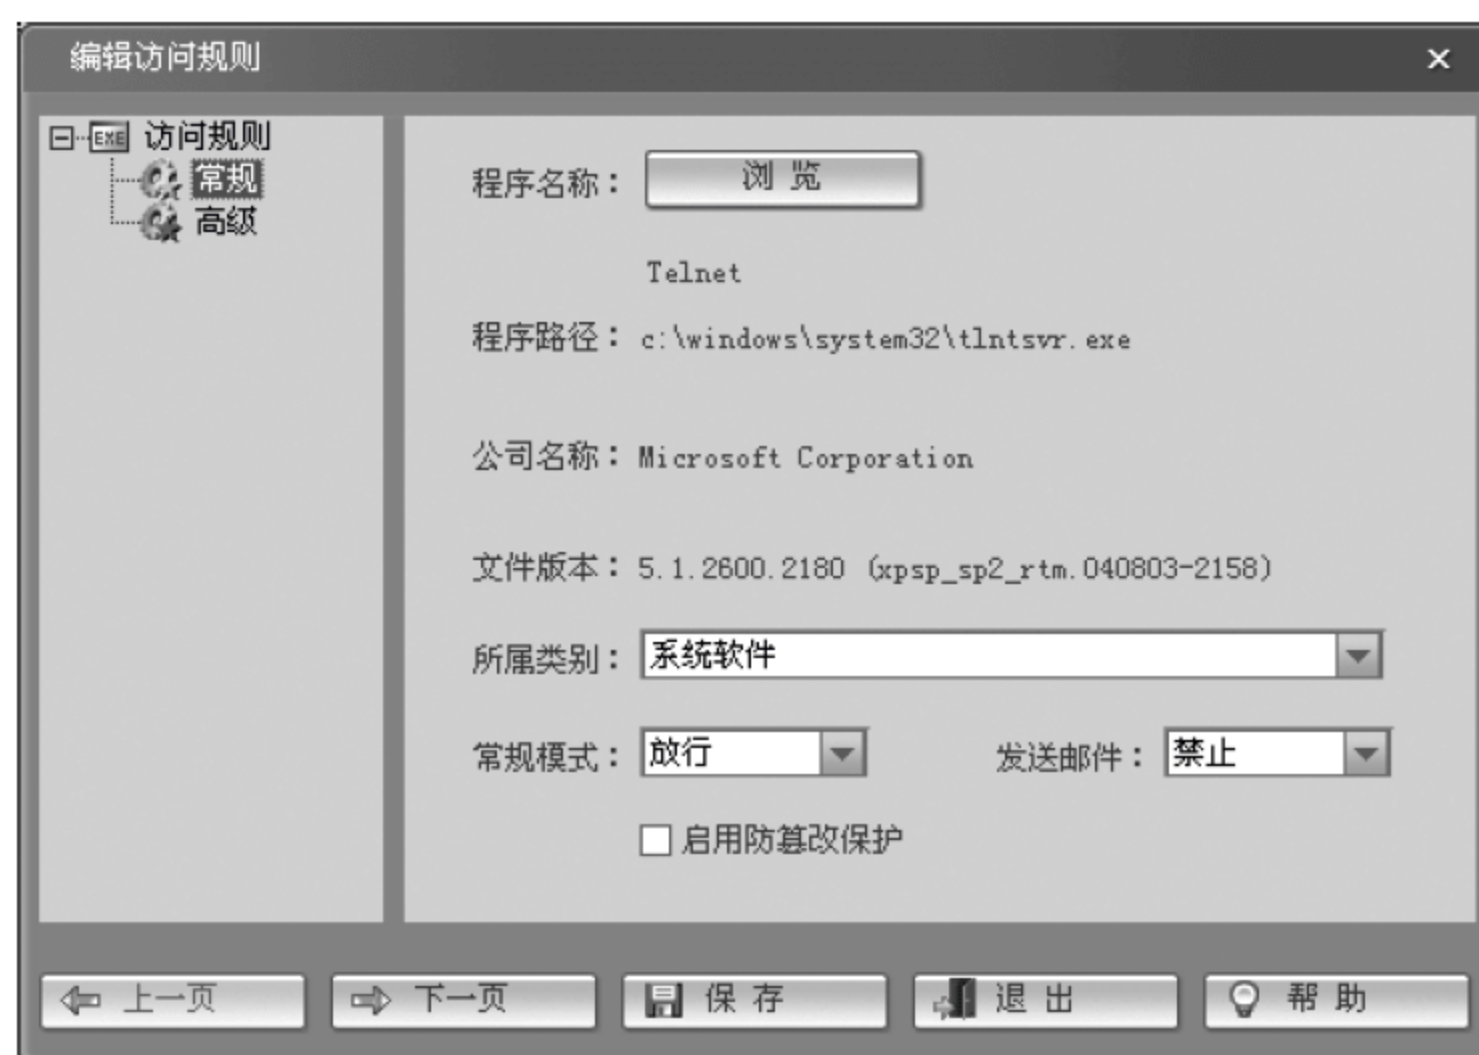 编辑访问规则
EXE 访问规则
常规
高级
程序名称： 浏 览
Telnet
程序路径： c:\windows\system32\tlntsvr.exe
公司名称： Microsoft Corporation
文件版本： 5.1.2600.2180 (xpsp_sp2_rtm.040803-2158)
所属类别： 系统软件
常规模式： 放行 发送邮件： 禁止
启用防篡改保护
上一页 下一页 保 存 退 出 帮 助